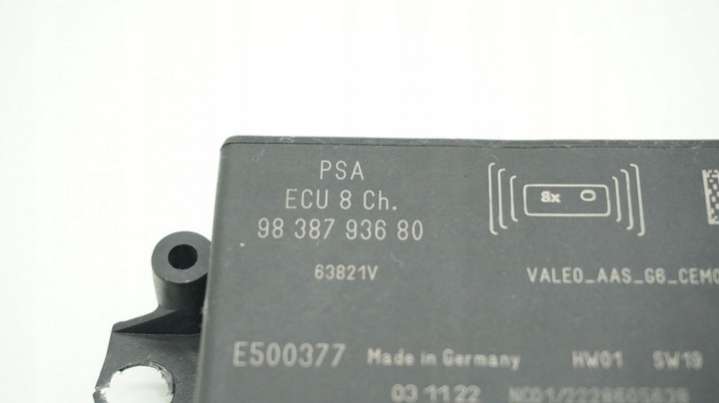 PSA
ECU 8 Ch.
98 387 936 80
63821V
8x
VALEO_AAS_G6_CEMO
E500377 Made in Germany HW01 SW19
03 11 22